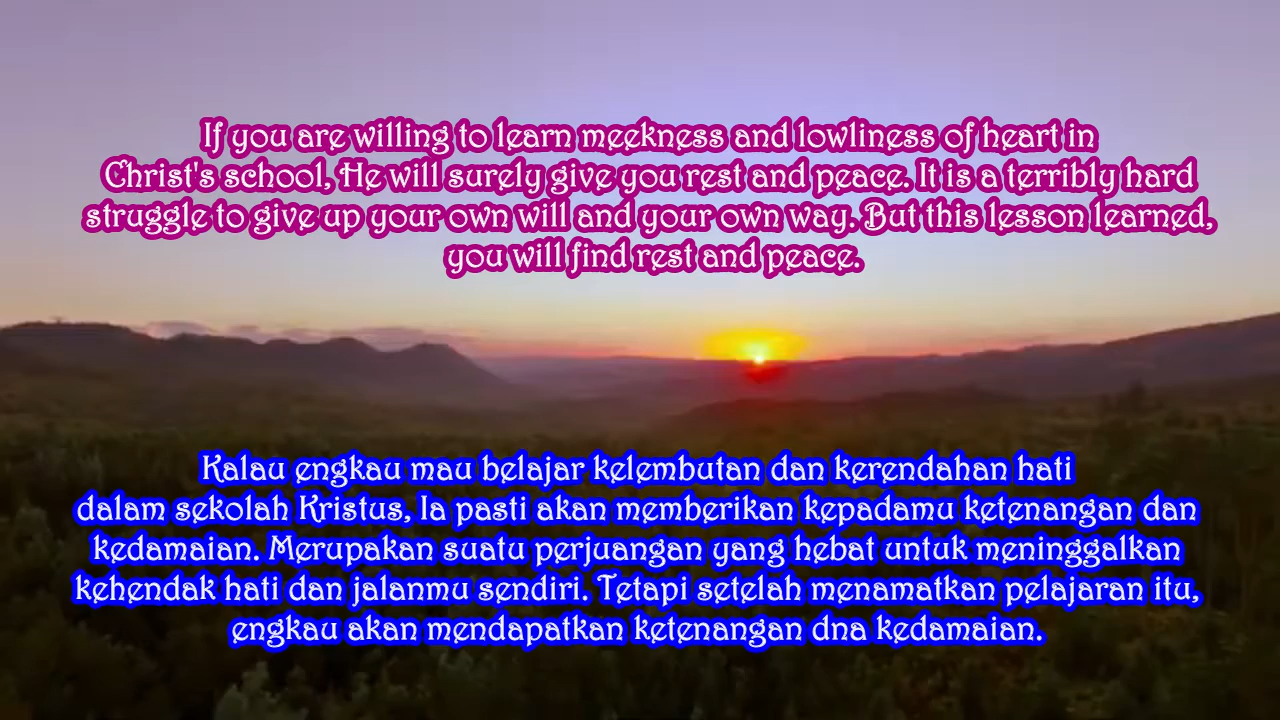 If you are willing to learn meekness and lowliness of heart in
Christ's school, He will surely give you rest and peace. It is a terribly hard
struggle to give up your own will and your own way. But this lesson learned,
you will find rest and peace.
Kalau engkau mau belajar kelembutan dan kerendahan hati
dalam sekolah Kristus, Ia pasti akan memberikan kepadamu ketenangan dan
kedamaian. Merupakan suatu perjuangan yang hebat untuk meninggalkan
kehendak hati dan jalanmu sendiri. Tetapi setelah menamatkan pelajaran itu,
engkau akan mendapatkan ketenangan dna kedamaian.